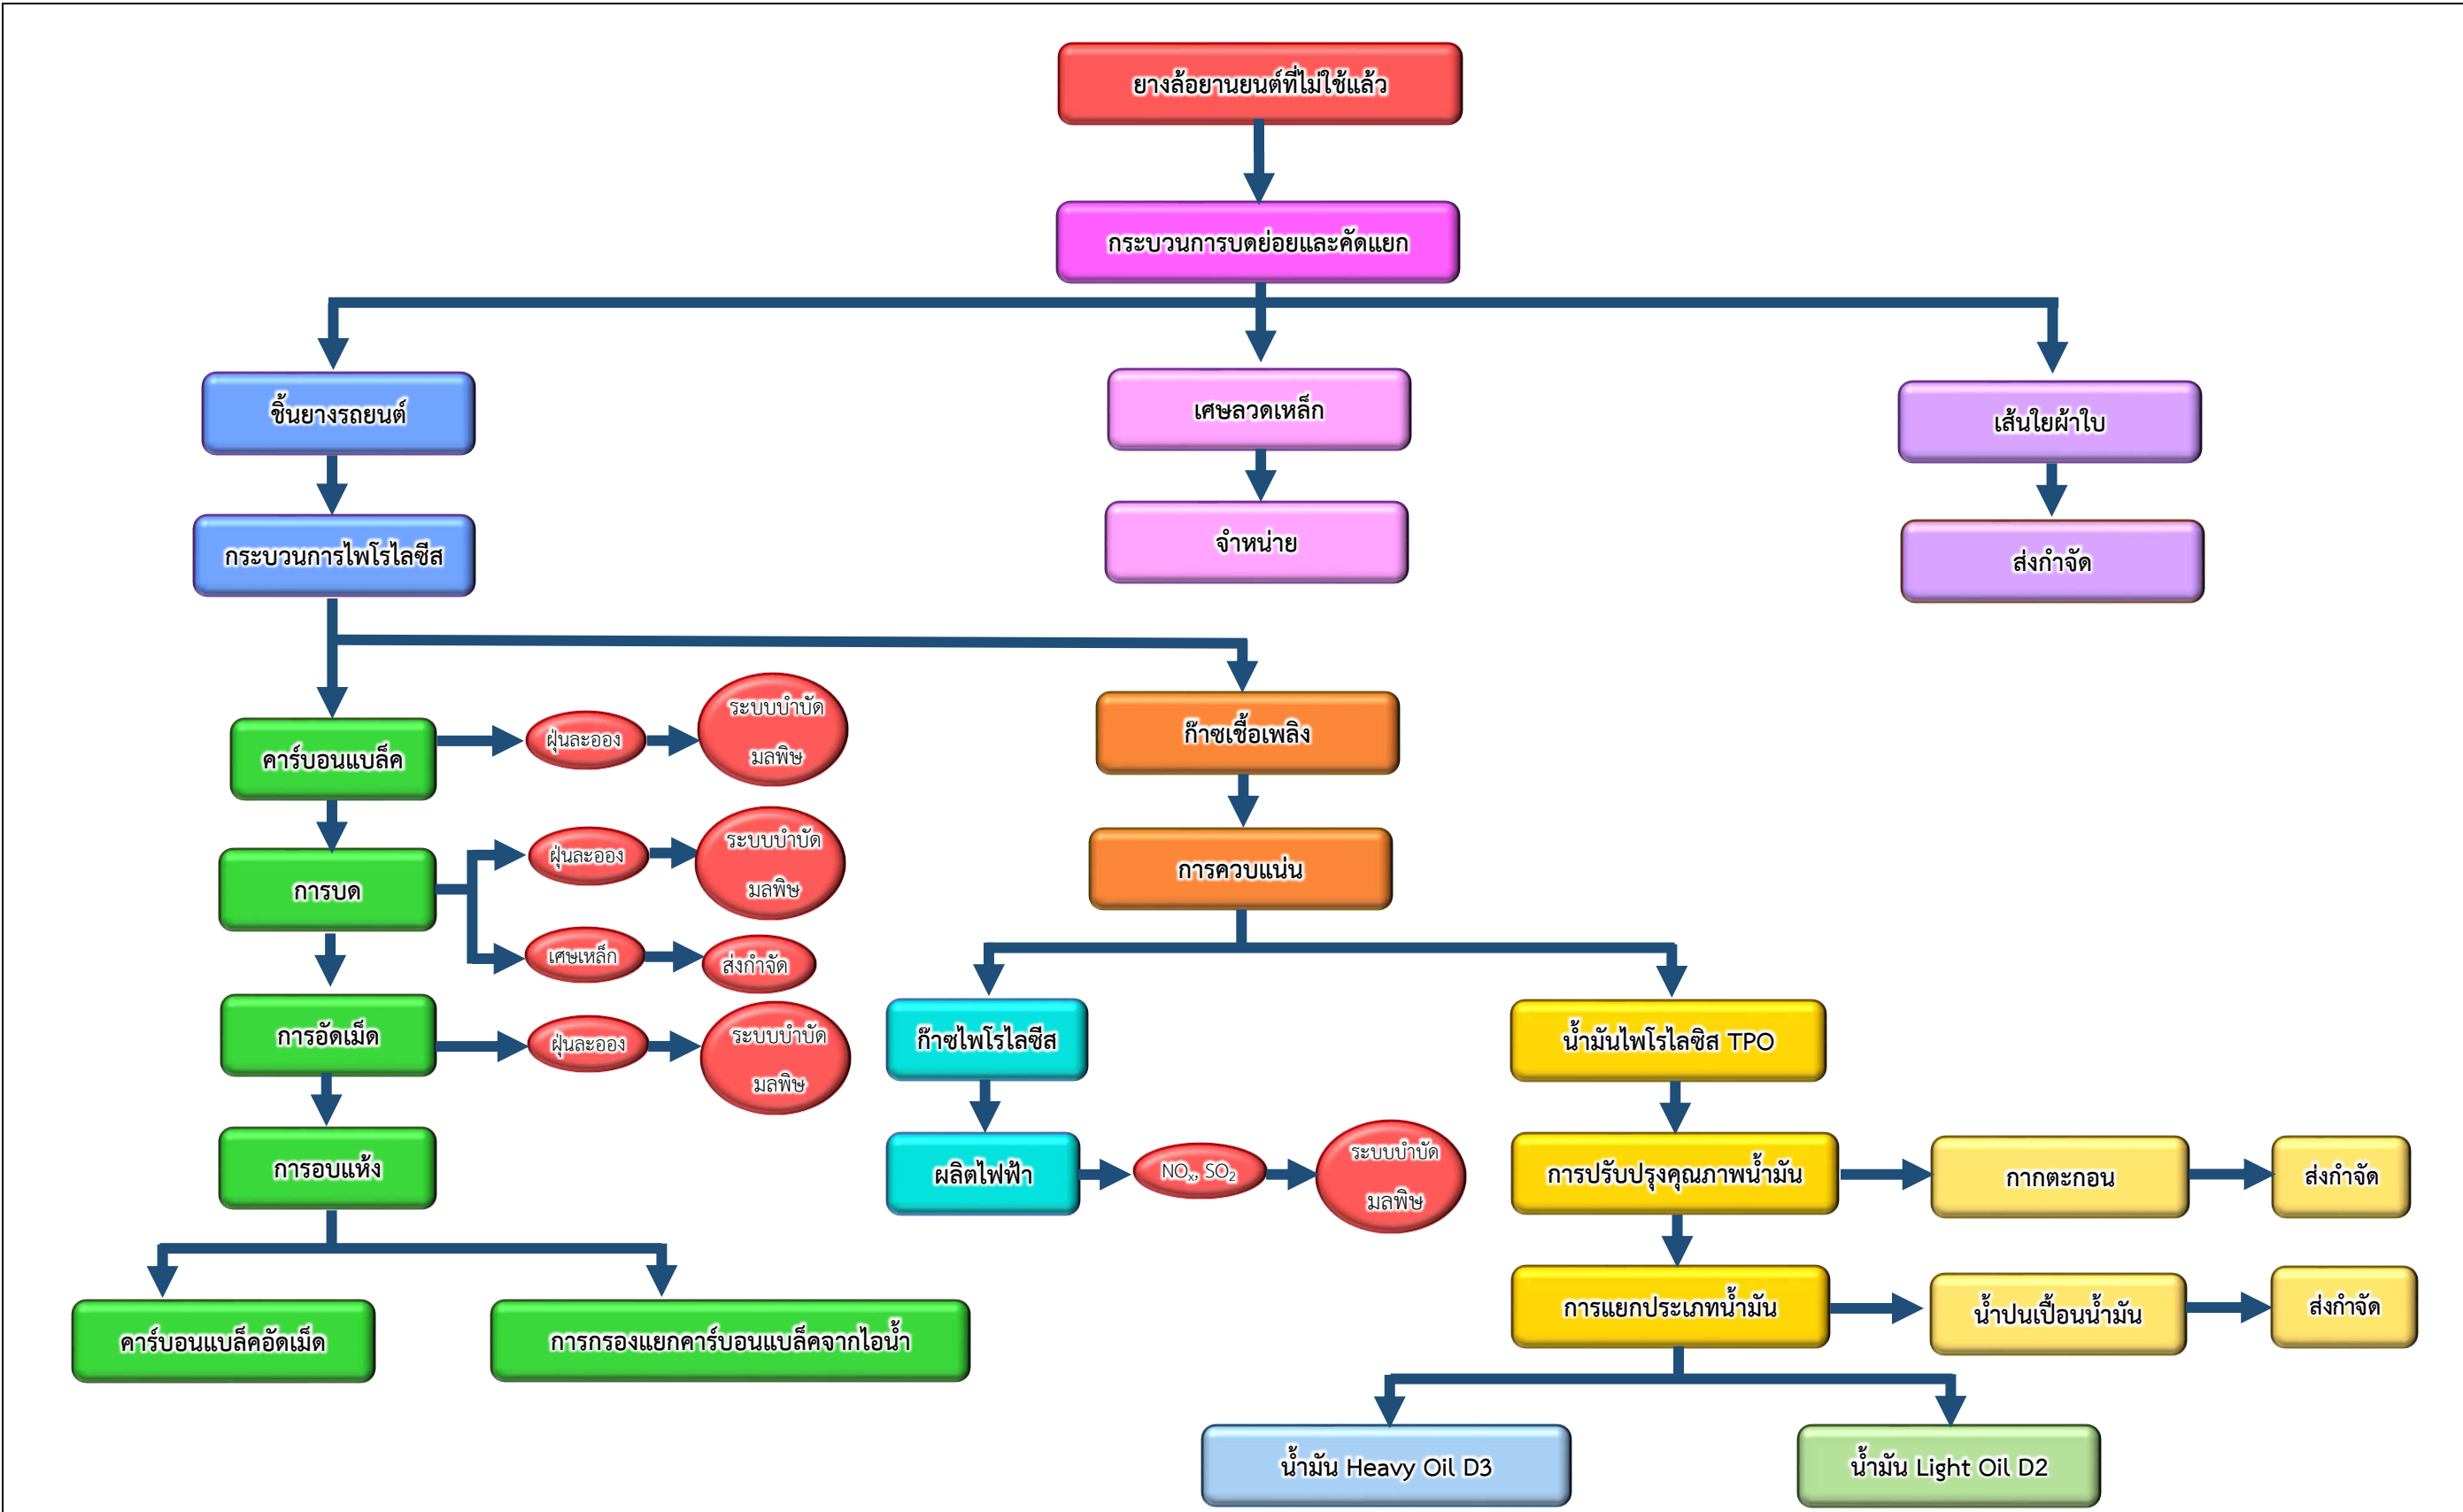 ยางล้อยานยนต์ที่ไม่ใช้แล้ว
กระบวนการบดย่อยและคัดแยก
ชิ้นยางรถยนต์
เศษลวดเหล็ก
เส้นใยผ้าใบ
กระบวนการไพโรไลซีส
จำหน่าย
ส่งกำจัด
คาร์บอนแบล็ค
ฝุ่นละออง
ระบบบำบัด
มลพิษ
ก๊าซเชื้อเพลิง
การบด
ฝุ่นละออง
ระบบบำบัด
มลพิษ
เศษเหล็ก
ส่งกำจัด
การควบแน่น
การอัดเม็ด
ฝุ่นละออง
ระบบบำบัด
มลพิษ
ก๊าซไพโรไลซีส
น้ำมันไพโรไลซิส TPO
การอบแห้ง
ผลิตไฟฟ้า
NOₓ, SO₂
ระบบบำบัด
มลพิษ
การปรับปรุงคุณภาพน้ำมัน
กากตะกอน
ส่งกำจัด
คาร์บอนแบล็คอัดเม็ด
การกรองแยกคาร์บอนแบล็คจากไอน้ำ
การแยกประเภทน้ำมัน
น้ำปนเปื้อนน้ำมัน
ส่งกำจัด
น้ำมัน Heavy Oil D3
น้ำมัน Light Oil D2